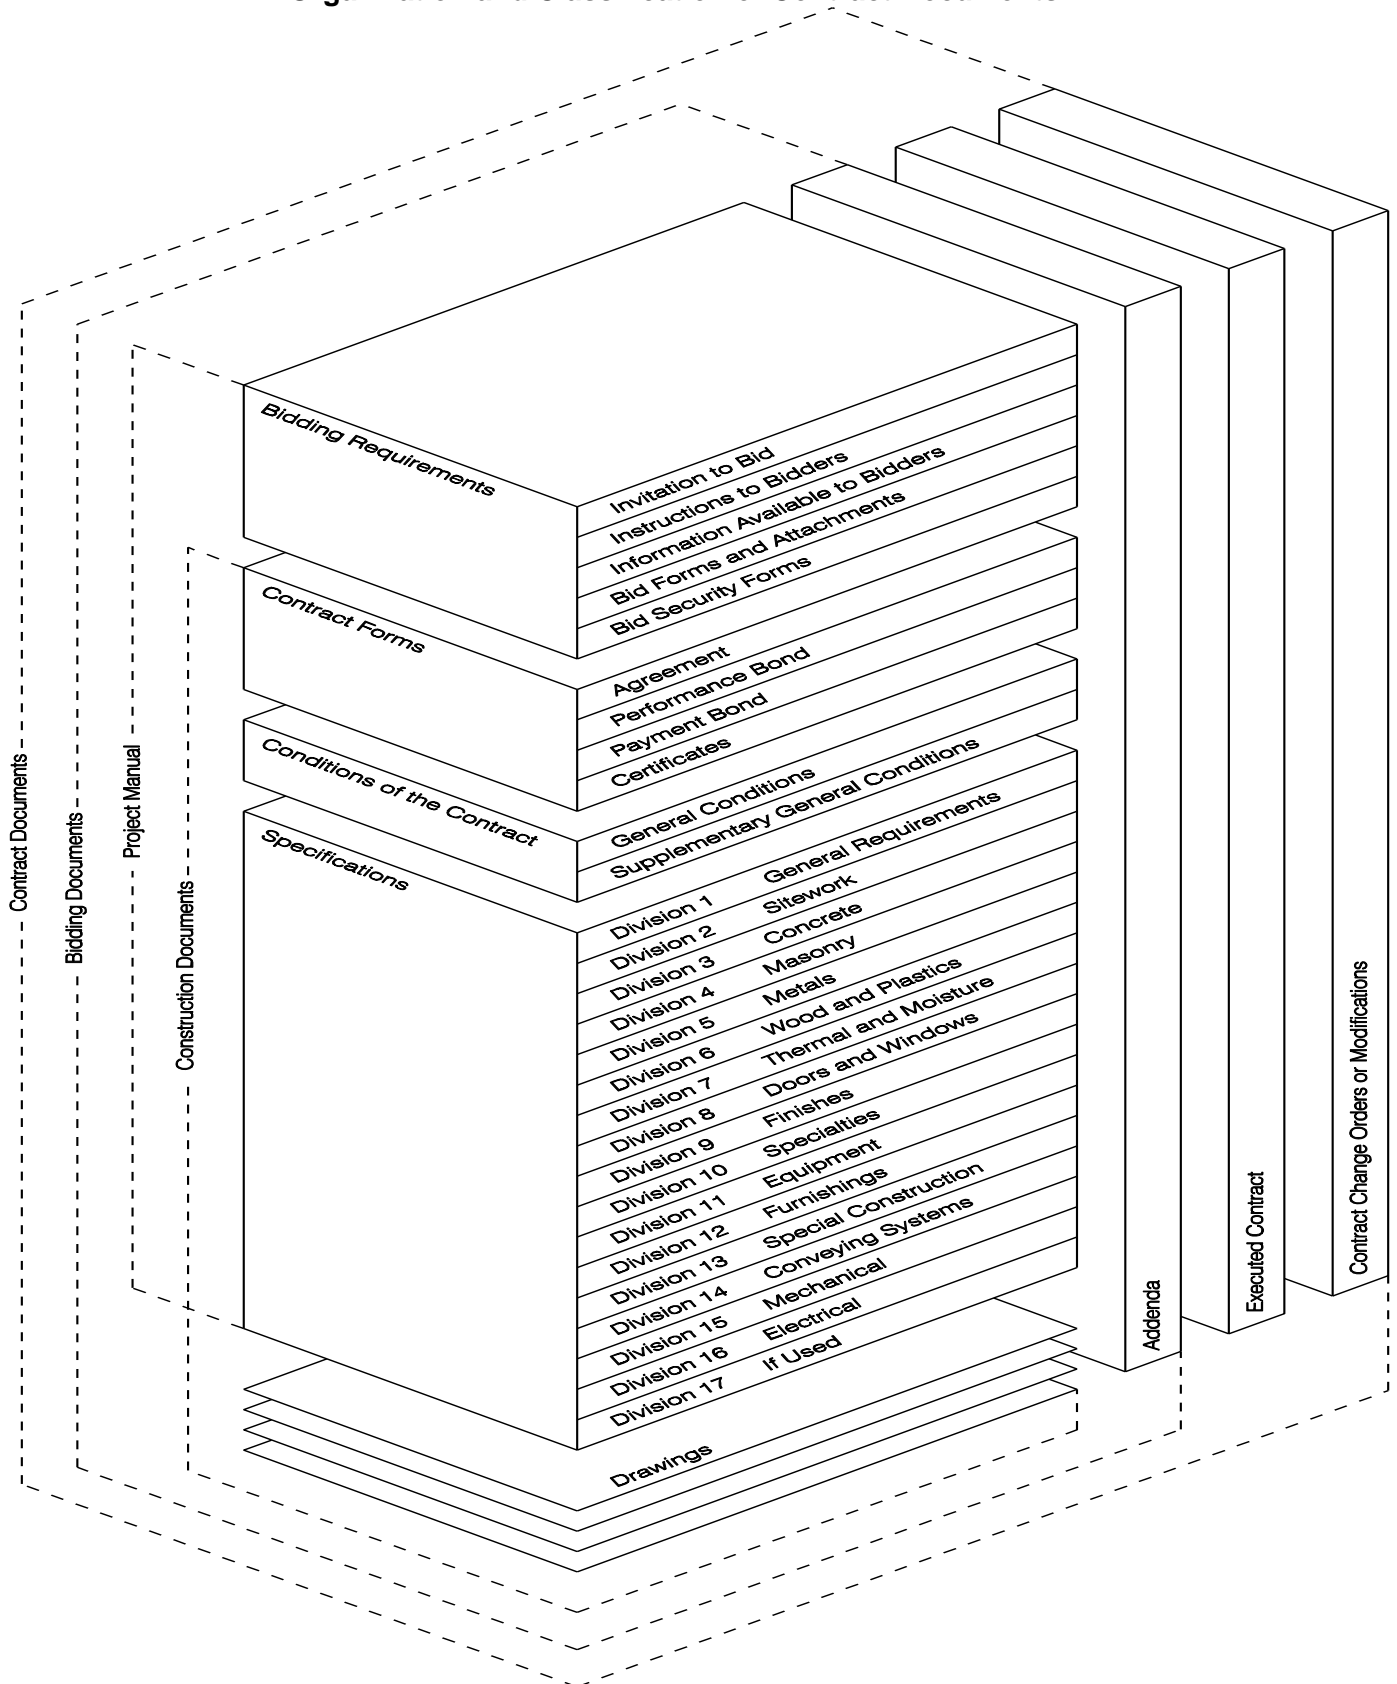 Contract Documents
Bidding Documents
Project Manual
Construction Documents
Bidding Requirements
Invitation to Bid
Instructions to Bidders
Information Available to Bidders
Bid Forms and Attachments
Bid Security Forms
Contract Forms
Agreement
Performance Bond
Payment Bond
Certificates
Conditions of the Contract
General Conditions
Supplementary General Conditions
Specifications
Division 1 General Requirements
Division 2 Sitework
Division 3 Concrete
Division 4 Masonry
Division 5 Metals
Division 6 Wood and Plastics
Division 7 Thermal and Moisture
Division 8 Doors and Windows
Division 9 Finishes
Division 10 Specialties
Division 11 Equipment
Division 12 Furnishings
Division 13 Special Construction
Division 14 Conveying Systems
Division 15 Mechanical
Division 16 Electrical
Division 17 If Used
Drawings
Addenda
Executed Contract
Contract Change Orders or Modifications